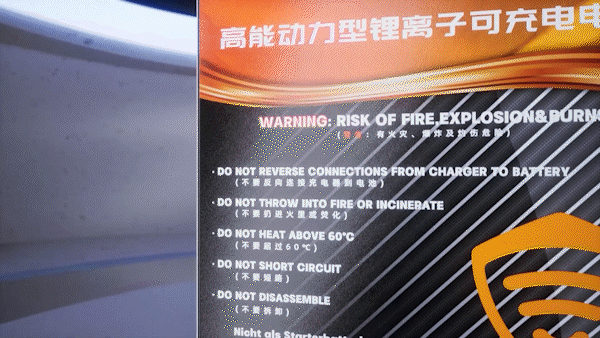 高能动力型锂离子可充电电
WARNING: RISK OF FIRE,EXPLOSION&BURNS
(警告：有火灾、爆炸及灼伤危险)
· DO NOT REVERSE CONNECTIONS FROM CHARGER TO BATTERY
(不要反向连接充电器到电池)
· DO NOT THROW INTO FIRE OR INCINERATE
(不要扔进火里或焚化)
· DO NOT HEAT ABOVE 60℃
(不要超过60℃)
· DO NOT SHORT CIRCUIT
(不要短路)
· DO NOT DISASSEMBLE
(不要拆卸)
Nicht als